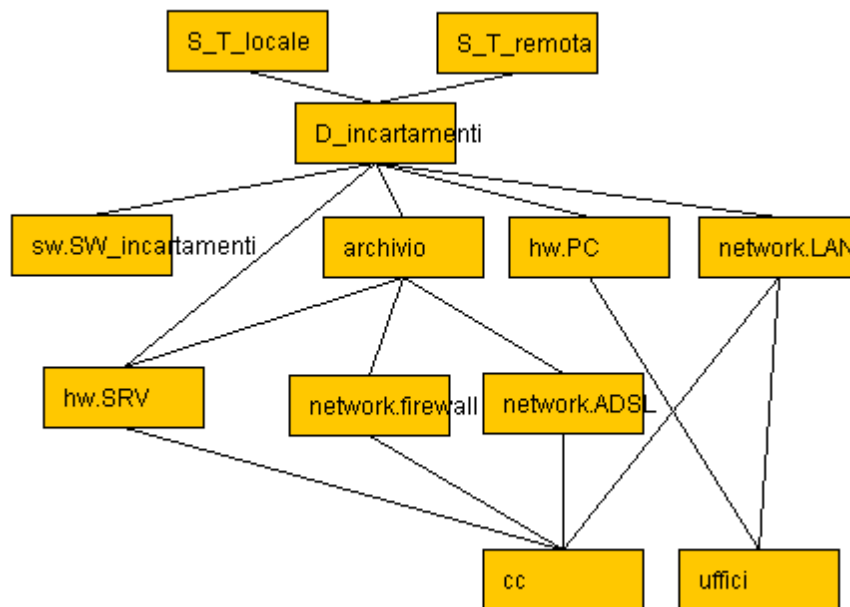 S_T_locale
S_T_remota
D_incartamenti
sw.SW_incartamenti
archivio
hw.PC
network.LAN
hw.SRV
network.firewall
network.ADSL
cc
uffici